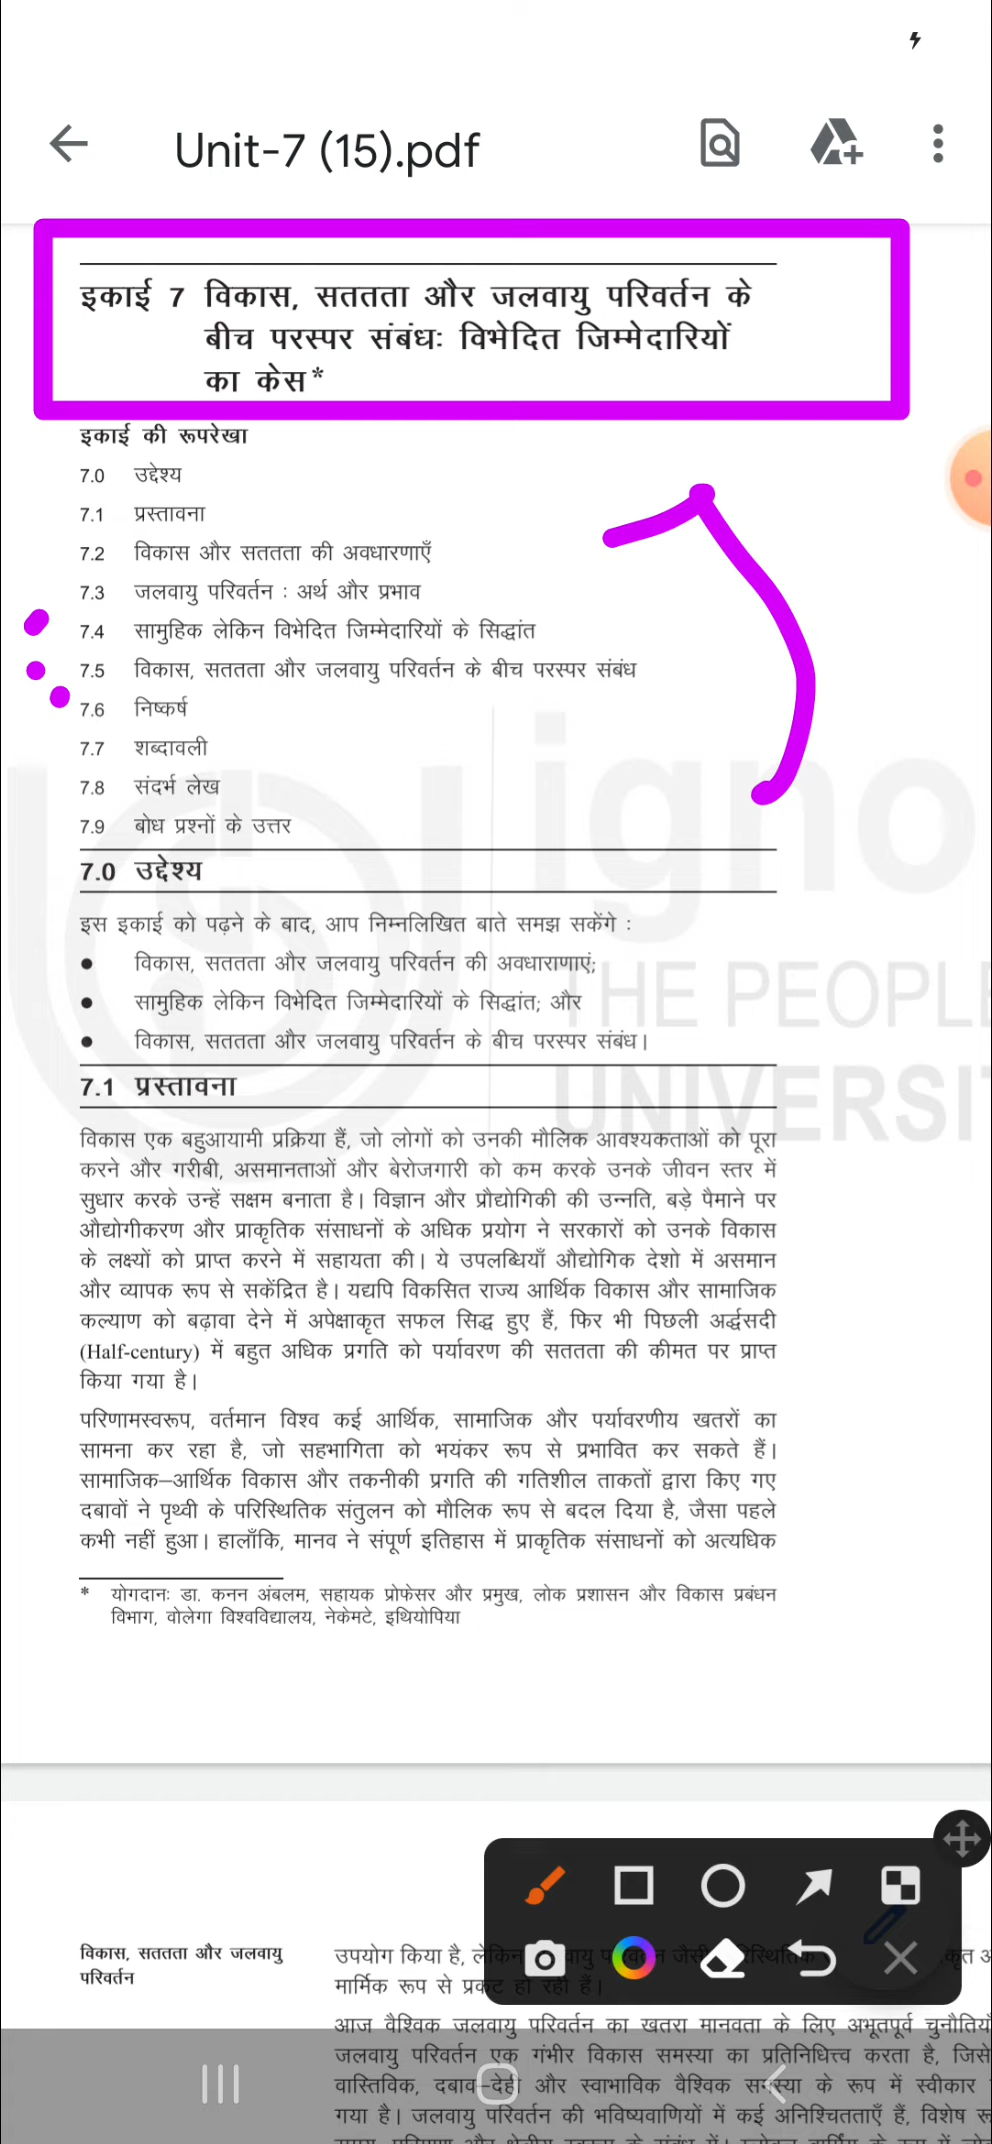 Unit-7 (15).pdf
इकाई 7 विकास, सततता और जलवायु परिवर्तन के
बीच परस्पर संबंधः विभेदित जिम्मेदारियों
का केस*
इकाई की रूपरेखा
7.0 उद्देश्य
7.1 प्रस्तावना
7.2 विकास और सततता की अवधारणाएँ
7.3 जलवायु परिवर्तन : अर्थ और प्रभाव
7.4 सामुहिक लेकिन विभेदित जिम्मेदारियों के सिद्धांत
7.5 विकास, सततता और जलवायु परिवर्तन के बीच परस्पर संबंध
7.6 निष्कर्ष
7.7 शब्दावली
7.8 संदर्भ लेख
7.9 बोध प्रश्नों के उत्तर
7.0 उद्देश्य
इस इकाई को पढ़ने के बाद, आप निम्नलिखित बाते समझ सकेंगे :
● विकास, सततता और जलवायु परिवर्तन की अवधाराणाएं;
● सामुहिक लेकिन विभेदित जिम्मेदारियों के सिद्धांत; और
● विकास, सततता और जलवायु परिवर्तन के बीच परस्पर संबंध।
igno
THE PEOPL
UNIVERSI
7.1 प्रस्तावना
विकास एक बहुआयामी प्रक्रिया हैं, जो लोगों को उनकी मौलिक आवश्यकताओं को पूरा
करने और गरीबी, असमानताओं और बेरोजगारी को कम करके उनके जीवन स्तर में
सुधार करके उन्हें सक्षम बनाता है। विज्ञान और प्रौद्योगिकी की उन्नति, बड़े पैमाने पर
औद्योगीकरण और प्राकृतिक संसाधनों के अधिक प्रयोग ने सरकारों को उनके विकास
के लक्ष्यों को प्राप्त करने में सहायता की। ये उपलब्धियाँ औद्योगिक देशो में असमान
और व्यापक रूप से सकेंद्रित है। यद्यपि विकसित राज्य आर्थिक विकास और सामाजिक
कल्याण को बढ़ावा देने में अपेक्षाकृत सफल सिद्ध हुए हैं, फिर भी पिछली अर्द्धसदी
(Half-century) में बहुत अधिक प्रगति को पर्यावरण की सततता की कीमत पर प्राप्त
किया गया है।
परिणामस्वरूप, वर्तमान विश्व कई आर्थिक, सामाजिक और पर्यावरणीय खतरों का
सामना कर रहा है, जो सहभागिता को भयंकर रूप से प्रभावित कर सकते हैं।
सामाजिक–आर्थिक विकास और तकनीकी प्रगति की गतिशील ताकतों द्वारा किए गए
दबावों ने पृथ्वी के परिस्थितिक संतुलन को मौलिक रूप से बदल दिया है, जैसा पहले
कभी नहीं हुआ। हालाँकि, मानव ने संपूर्ण इतिहास में प्राकृतिक संसाधनों को अत्यधिक
* योगदानः डा. कनन अंबलम, सहायक प्रोफेसर और प्रमुख, लोक प्रशासन और विकास प्रबंधन
विभाग, वोलेगा विश्वविद्यालय, नेकेमटे, इथियोपिया
विकास, सततता और जलवायु
परिवर्तन
उपयोग किया है, लेकिन
मार्मिक रूप से प्रकट हो रही हैं।
आज वैश्विक जलवायु परिवर्तन का खतरा मानवता के लिए अभूतपूर्व चुनौतियाँ
जलवायु परिवर्तन एक गंभीर विकास समस्या का प्रतिनिधित्त्व करता है, जिसे
वास्तिविक, दबाव–देही और स्वाभाविक वैश्विक समस्या के रूप में स्वीकार
गया है। जलवायु परिवर्तन की भविष्यवाणियों में कई अनिश्चितताएँ हैं, विशेष